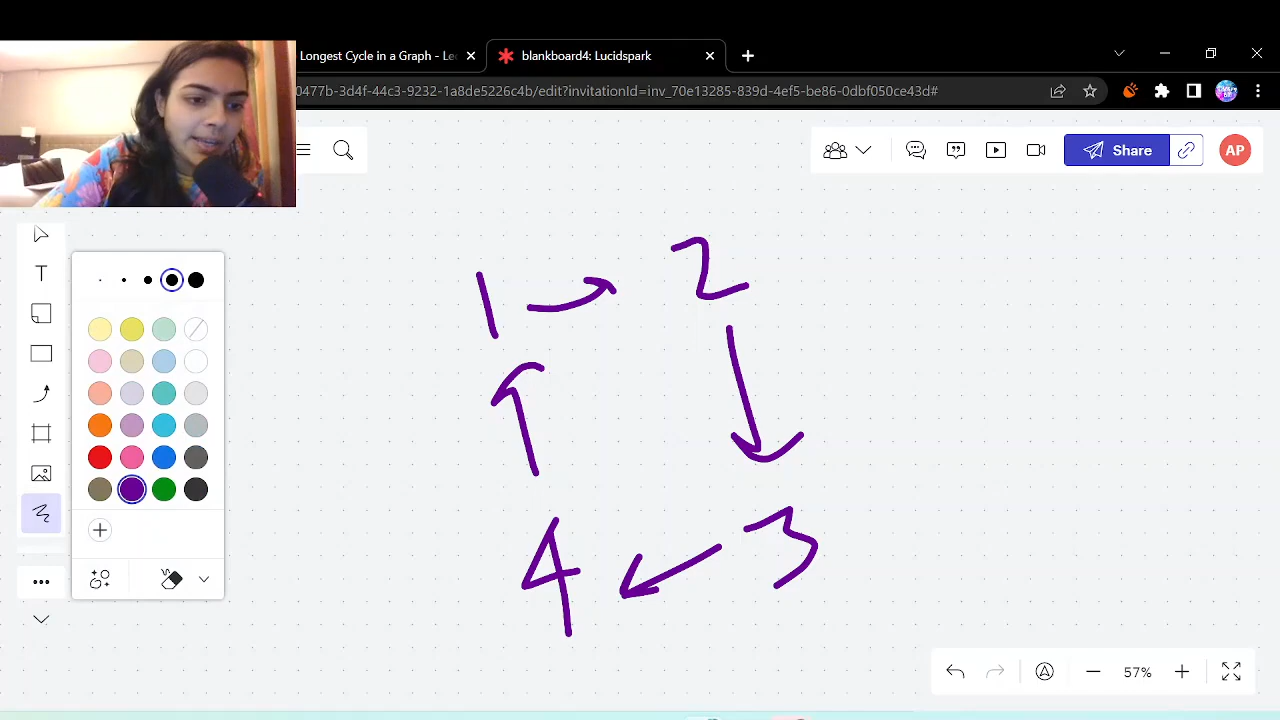 Longest Cycle in a Graph - Le
blankboard4: Lucidspark
0477b-3d4f-44c3-9232-1a8de5226c4b/edit?invitationId=inv_70e13285-839d-4ef5-be86-0dbf050ce43d#
Share
AP
T
1 2
4 3
57%